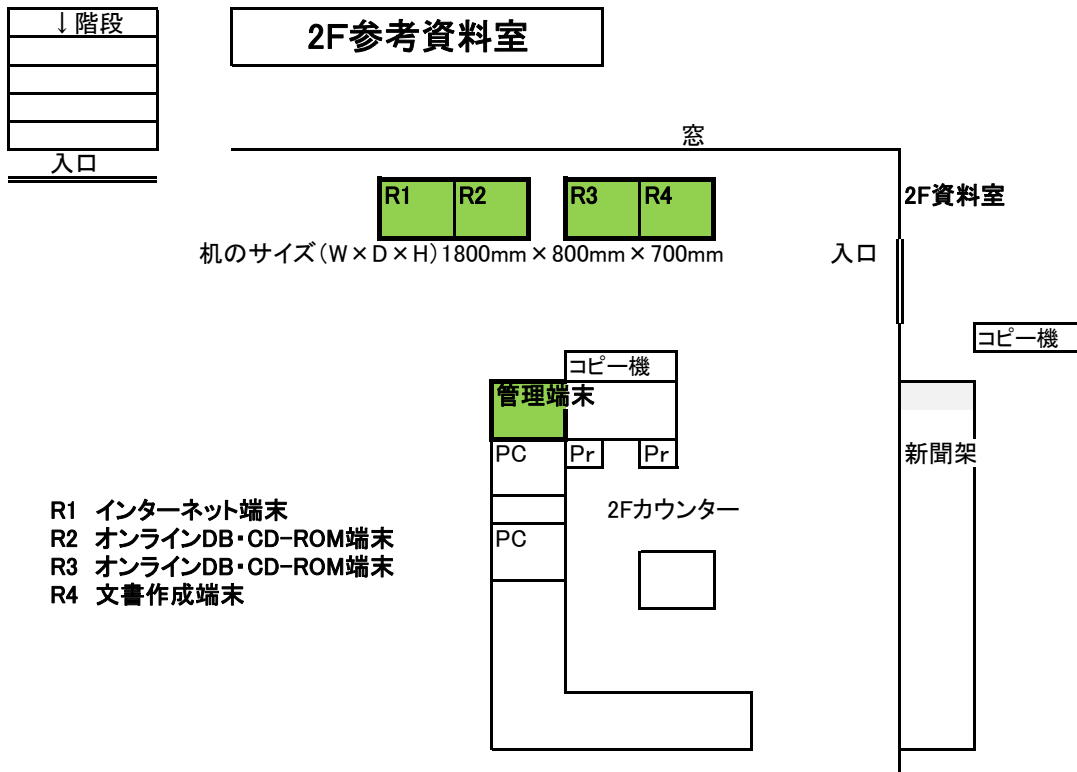 ↓階段
2F参考資料室
窓
入口
R1
R2
R3
R4
2F資料室
机のサイズ(W×D×H)1800mm×800mm×700mm
入口
コピー機
コピー機
管理端末
PC
Pr
Pr
新聞架
R1 インターネット端末
2Fカウンター
R2 オンラインDB・CD-ROM端末
PC
R3 オンラインDB・CD-ROM端末
R4 文書作成端末